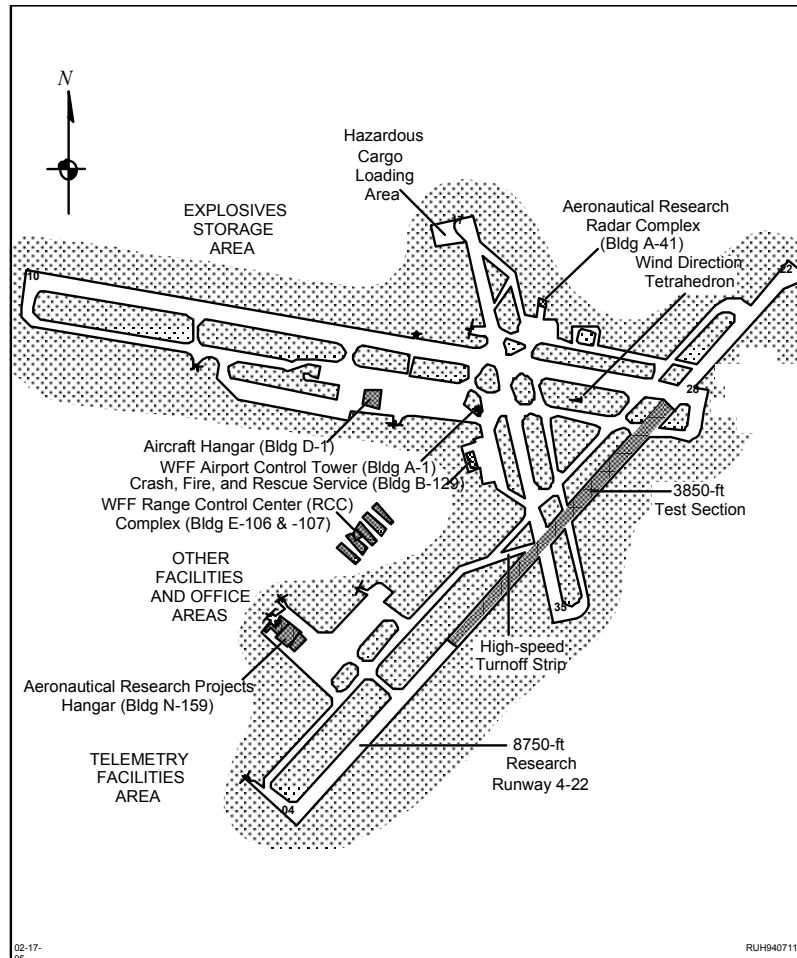 N
Hazardous
Cargo
Loading
Area
17
EXPLOSIVES
STORAGE
AREA
Aeronautical Research
Radar Complex
(Bldg A-41)
Wind Direction
Tetrahedron
22
10
28
Aircraft Hangar (Bldg D-1)
WFF Airport Control Tower (Bldg A-1)
Crash, Fire, and Rescue Service (Bldg B-129)
WFF Range Control Center (RCC)
Complex (Bldg E-106 & -107)
3850-ft
Test Section
OTHER
FACILITIES
AND OFFICE
AREAS
35
High-speed
Turnoff Strip
Aeronautical Research Projects
Hangar (Bldg N-159)
8750-ft
Research
Runway 4-22
TELEMETRY
FACILITIES
AREA
04
02-17-
RUH940711